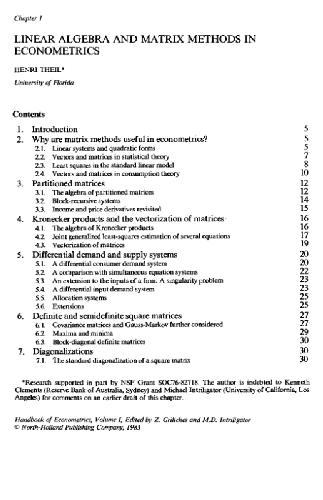 Chapter 1
LINEAR ALGEBRA AND MATRIX METHODS IN
ECONOMETRICS
HENRI THEIL*
University of Florida
Contents
1. Introduction 5
2. Why are matrix methods useful in econometrics? 5
2.1. Linear systems and quadratic forms 5
2.2. Vectors and matrices in statistical theory 7
2.3. Least squares in the standard linear model 8
2.4. Vectors and matrices in consumption theory 10
3. Partitioned matrices 12
3.1. The algebra of partitioned matrices 12
3.2. Block-recursive systems 14
3.3. Income and price derivatives revisited 15
4. Kronecker products and the vectorization of matrices 16
4.1. The algebra of Kronecker products 16
4.2. Joint generalized least-squares estimation of several equations 17
4.3. Vectorization of matrices 19
5. Differential demand and supply systems 20
5.1. A differential consumer demand system 20
5.2. A comparison with simultaneous equation systems 22
5.3. An extension to the inputs of a firm: A singularity problem 23
5.4. A differential input demand system 23
5.5. Allocation systems 25
5.6. Extensions 25
6. Definite and semidefinite square matrices 27
6.1. Covariance matrices and Gauss-Markov further considered 27
6.2. Maxima and minima 29
6.3. Block-diagonal definite matrices 30
7. Diagonalizations 30
7.1. The standard diagonalization of a square matrix 30
*Research supported in part by NSF Grant SOC76-82718. The author is indebted to Kenneth
Clements (Reserve Bank of Australia, Sydney) and Michael Intriligator (University of California, Los
Angeles) for comments on an earlier draft of this chapter.
Handbook of Econometrics, Volume I, Edited by Z. Griliches and M.D. Intriligator
© North-Holland Publishing Company, 1983